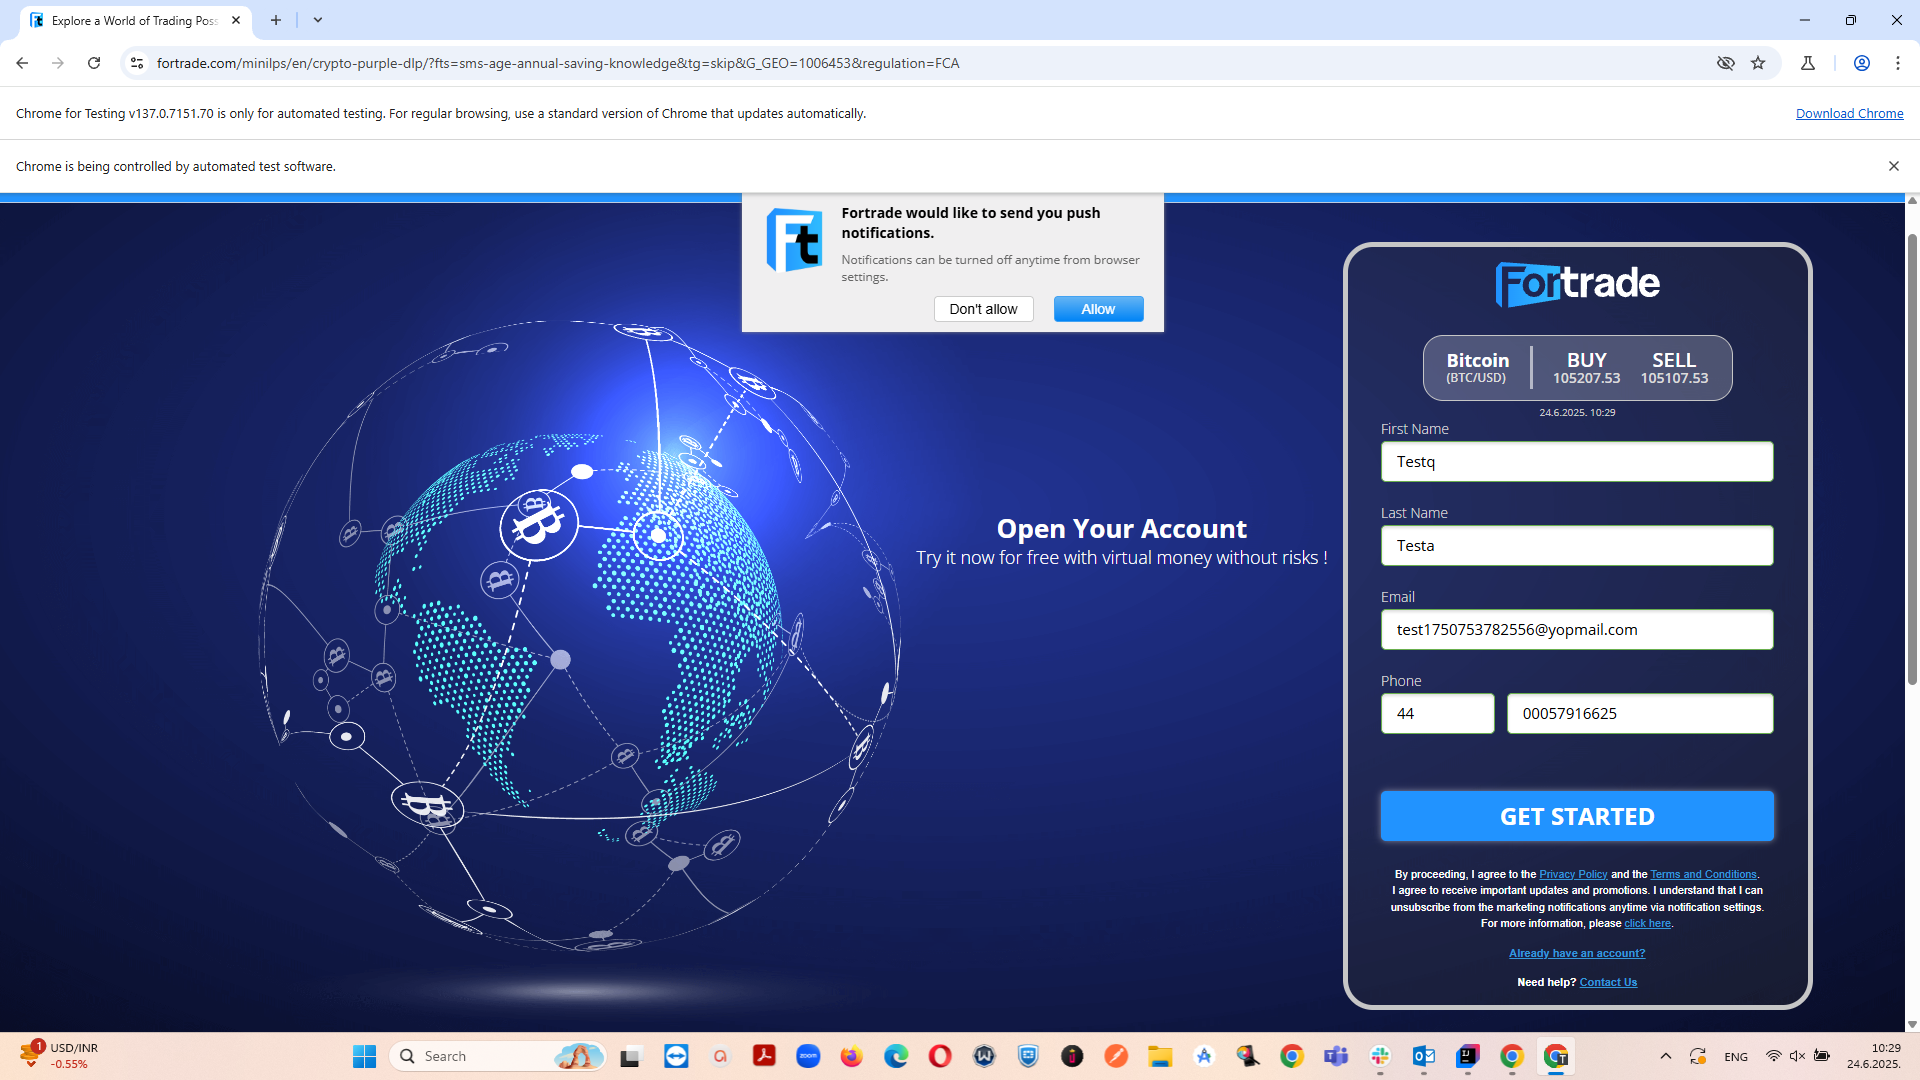 Explore a World of Trading Poss
fortrade.com/minilps/en/crypto-purple-dlp/?fts=sms-age-annual-saving-knowledge&tg=skip&G_GEO=1006453&regulation=FCA
Chrome for Testing v137.0.7151.70 is only for automated testing. For regular browsing, use a standard version of Chrome that updates automatically.
Download Chrome
Chrome is being controlled by automated test software.
Ft
Fortrade would like to send you push
notifications.
Notifications can be turned off anytime from browser
settings.
Don't allow
Allow
Fortrade
Bitcoin
(BTC/USD)
BUY
105207.53
SELL
105107.53
24.6.2025. 10:29
First Name
Testq
Last Name
Testa
Email
test1750753782556@yopmail.com
Phone
44
00057916625
Open Your Account
Try it now for free with virtual money without risks !
GET STARTED
By proceeding, I agree to the Privacy Policy and the Terms and Conditions.
I agree to receive important updates and promotions. I understand that I can
unsubscribe from the marketing notifications anytime via notification settings.
For more information, please click here.
Already have an account?
Need help? Contact Us
1
USD/INR
-0.55%
Search
zoom
ENG
10:29
24.6.2025.